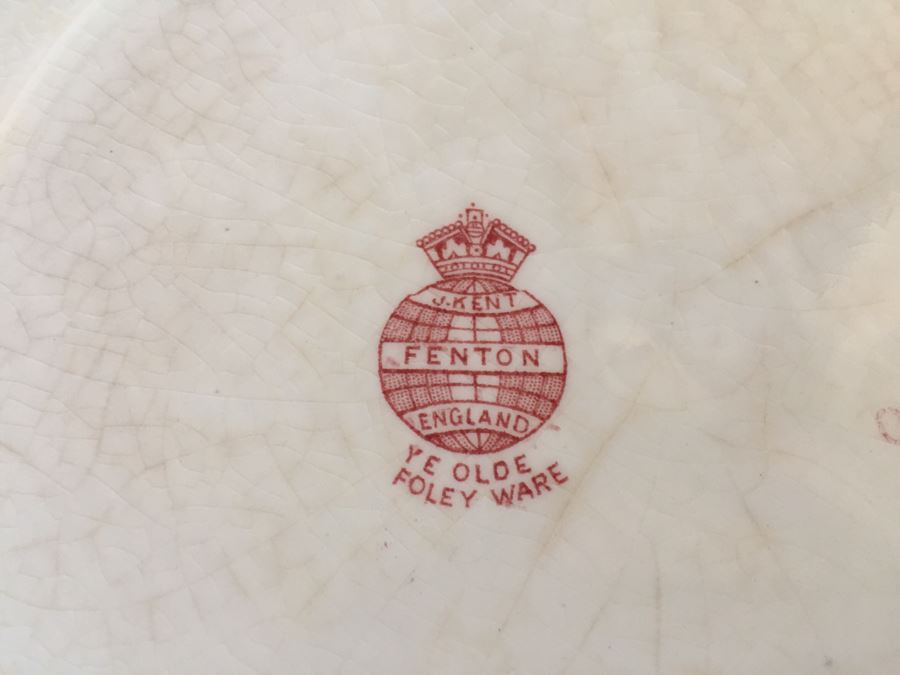 J. KENT
FENTON
ENGLAND
YE OLDE
FOLEY WARE